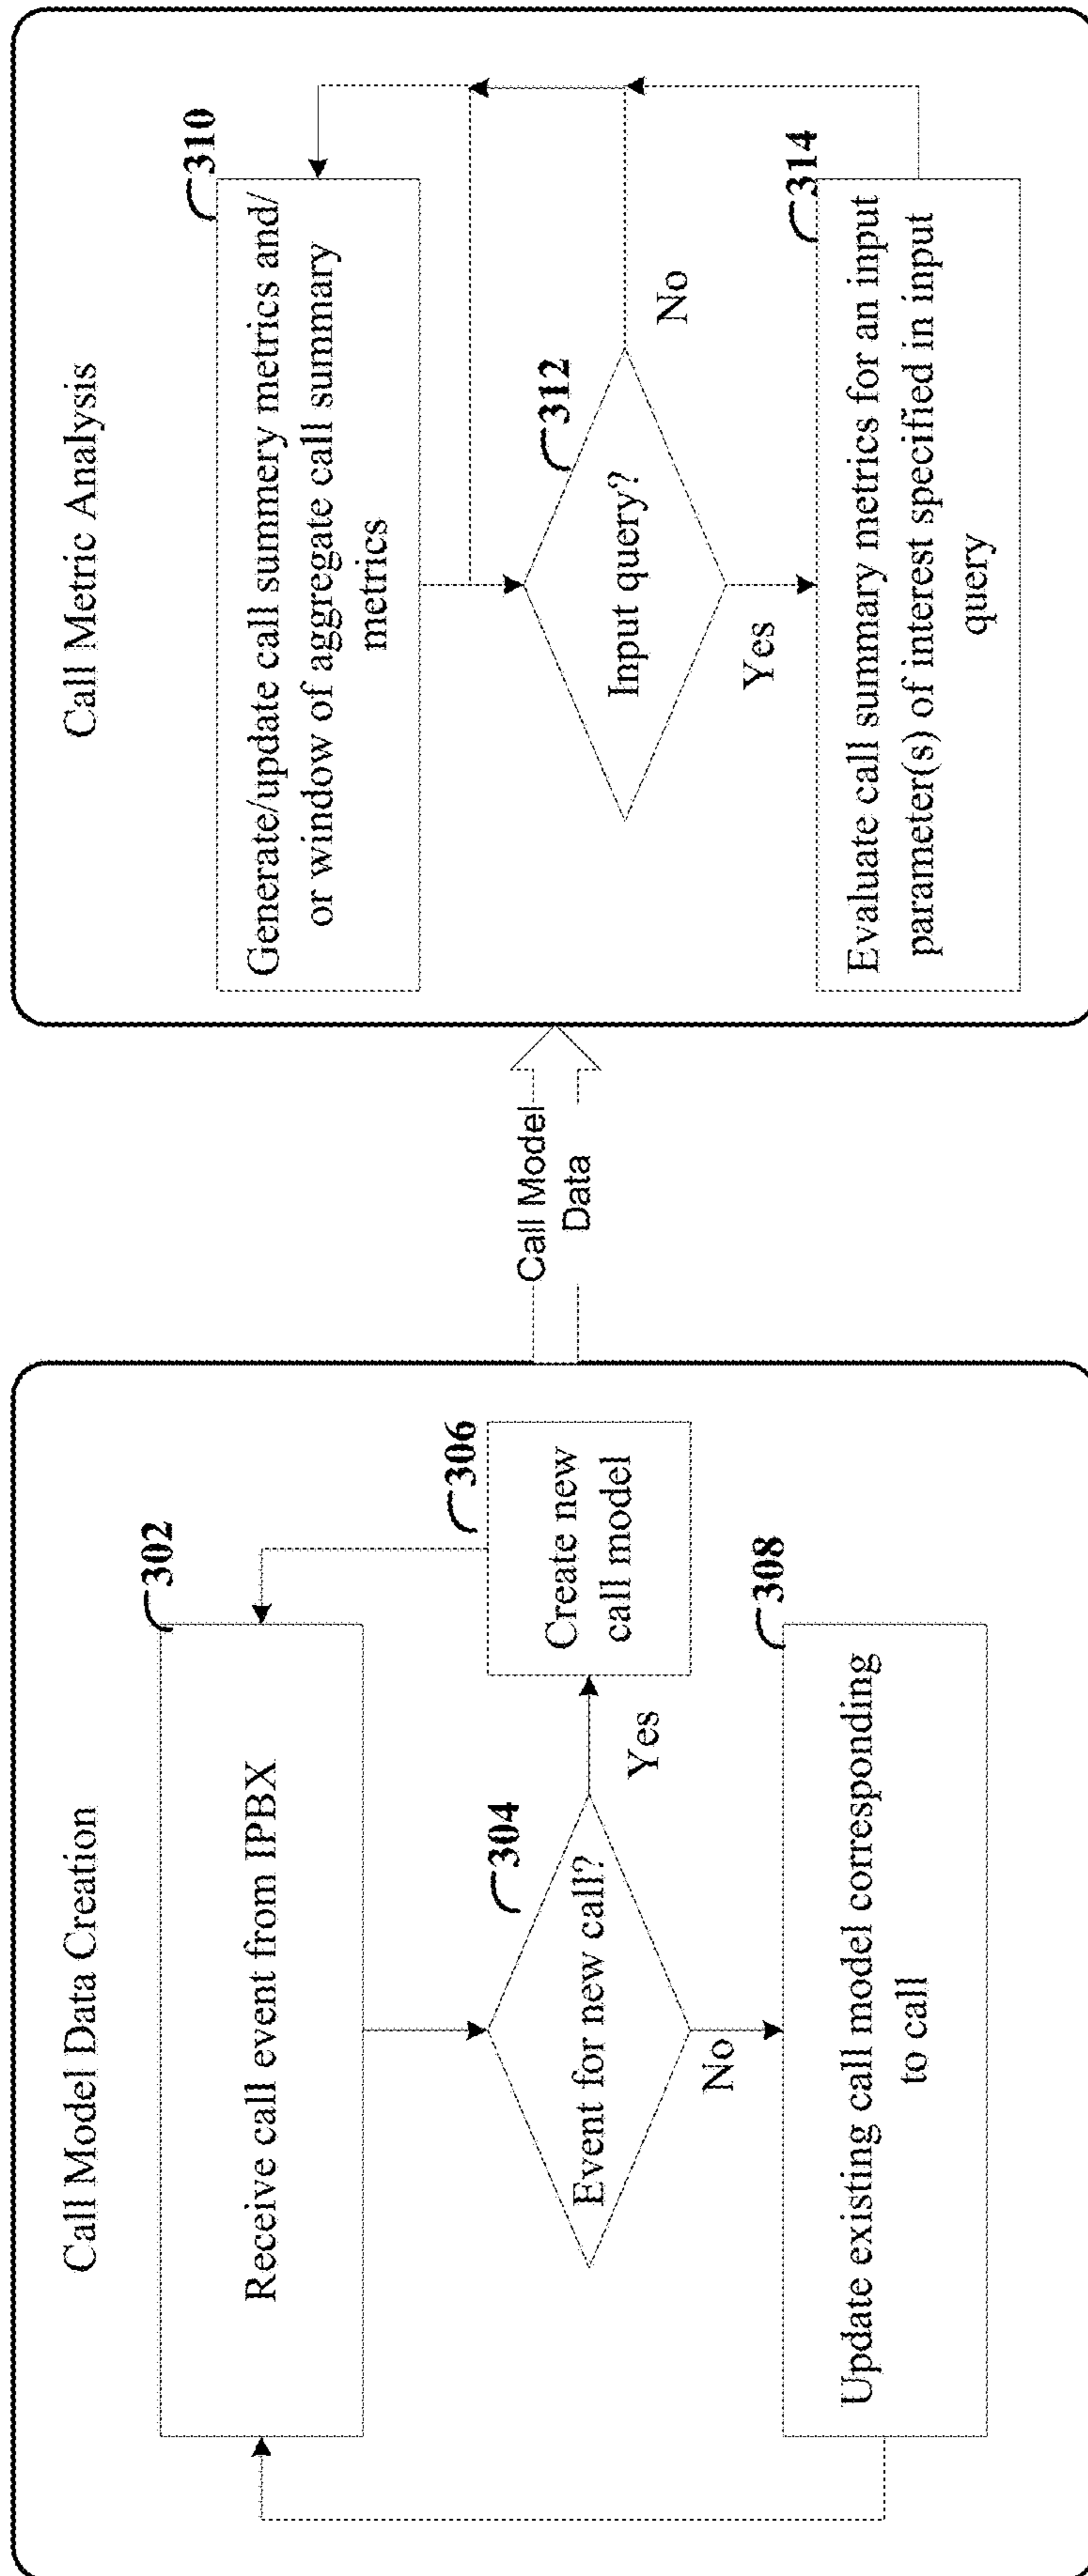 Call Model Data Creation
302
Receive call event from IPBX
304
Event for new call?
Yes
306
Create new
call model
No
308
Update existing call model corresponding
to call
Call Model
Data
Call Metric Analysis
310
Generate/update call summery metrics and/
or window of aggregate call summary
metrics
312
Input query?
No
Yes
314
Evaluate call summary metrics for an input
parameter(s) of interest specified in input
query